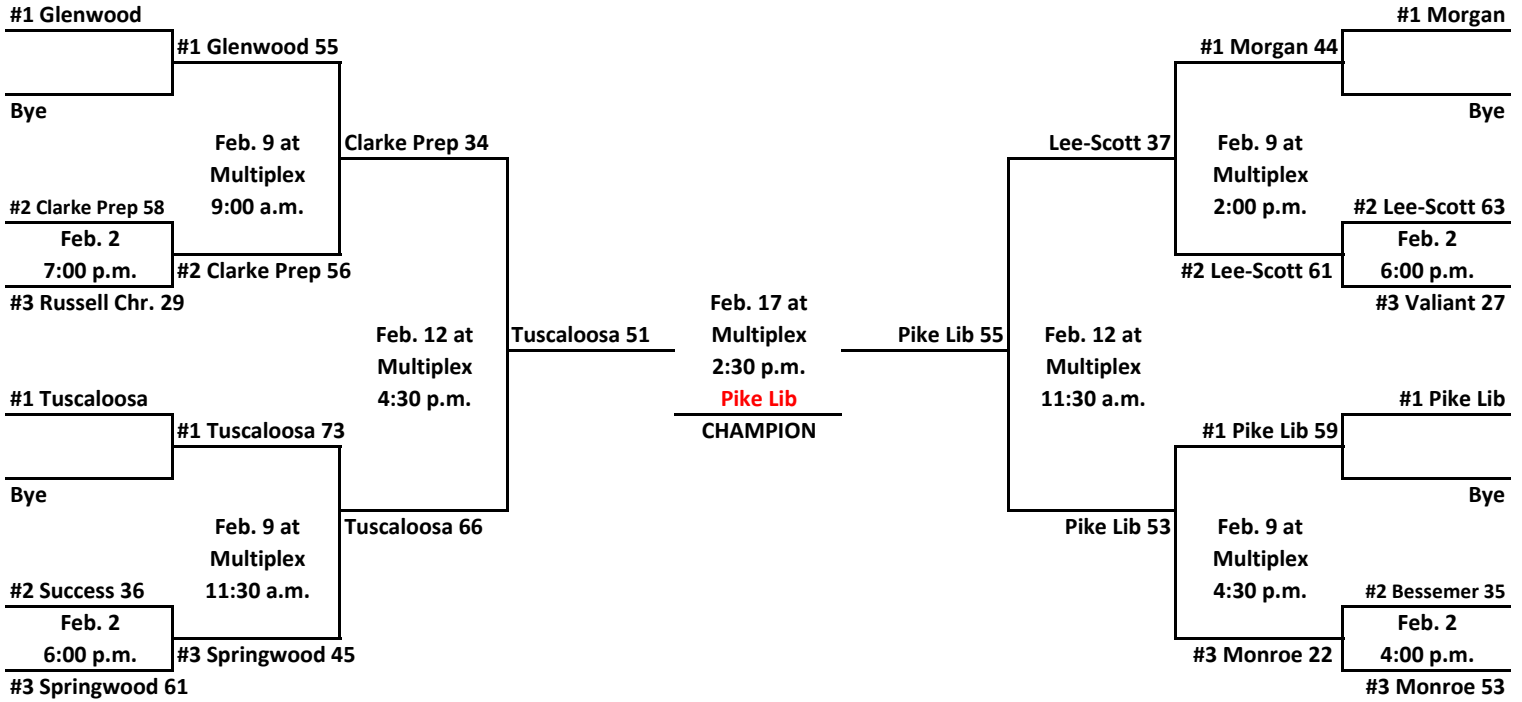 #1 Glenwood
#1 Glenwood 55
Bye
Feb. 9 at
Multiplex
9:00 a.m.
Clarke Prep 34
#2 Clarke Prep 58
Feb. 2
7:00 p.m.
#2 Clarke Prep 56
#3 Russell Chr. 29
Feb. 12 at
Multiplex
4:30 p.m.
Tuscaloosa 51
#1 Tuscaloosa
#1 Tuscaloosa 73
Bye
Feb. 9 at
Multiplex
11:30 a.m.
Tuscaloosa 66
#2 Success 36
Feb. 2
6:00 p.m.
#3 Springwood 45
#3 Springwood 61
Feb. 17 at
Multiplex
2:30 p.m.
Pike Lib
CHAMPION
#1 Morgan
#1 Morgan 44
Bye
Lee-Scott 37
Feb. 9 at
Multiplex
2:00 p.m.
#2 Lee-Scott 63
Feb. 2
6:00 p.m.
#2 Lee-Scott 61
#3 Valiant 27
Pike Lib 55
Feb. 12 at
Multiplex
11:30 a.m.
#1 Pike Lib
#1 Pike Lib 59
Bye
Pike Lib 53
Feb. 9 at
Multiplex
4:30 p.m.
#2 Bessemer 35
Feb. 2
4:00 p.m.
#3 Monroe 22
#3 Monroe 53